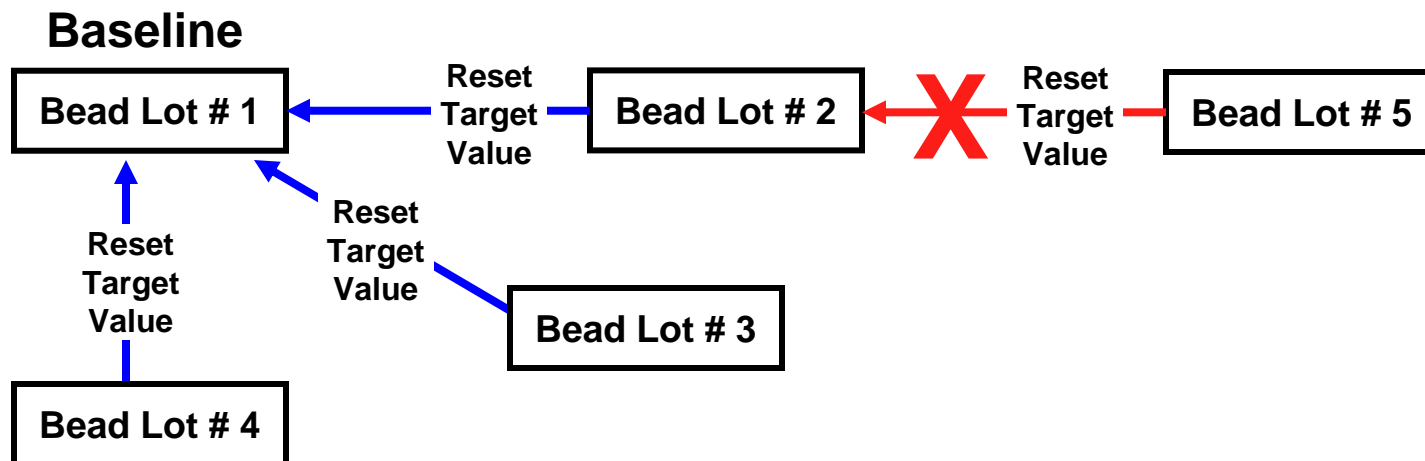 Baseline
Bead Lot # 1
Reset
Target
Value
Bead Lot # 2
X
Reset
Target
Value
Bead Lot # 5
Reset
Target
Value
Reset
Target
Value
Bead Lot # 3
Bead Lot # 4